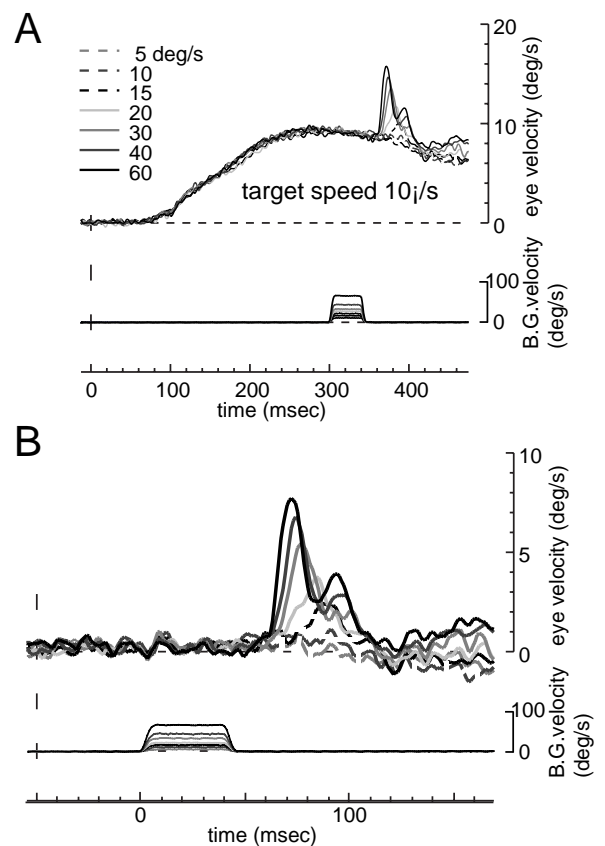 A
5 deg/s
10
15
20
30
40
60
target speed 10¡/s
20
10
0
eye velocity (deg/s)
100
0
B.G.velocity
(deg/s)
0 100 200 300 400
time (msec)
B
10
5
0
eye velocity (deg/s)
100
0
B.G.velocity
(deg/s)
0 100
time (msec)